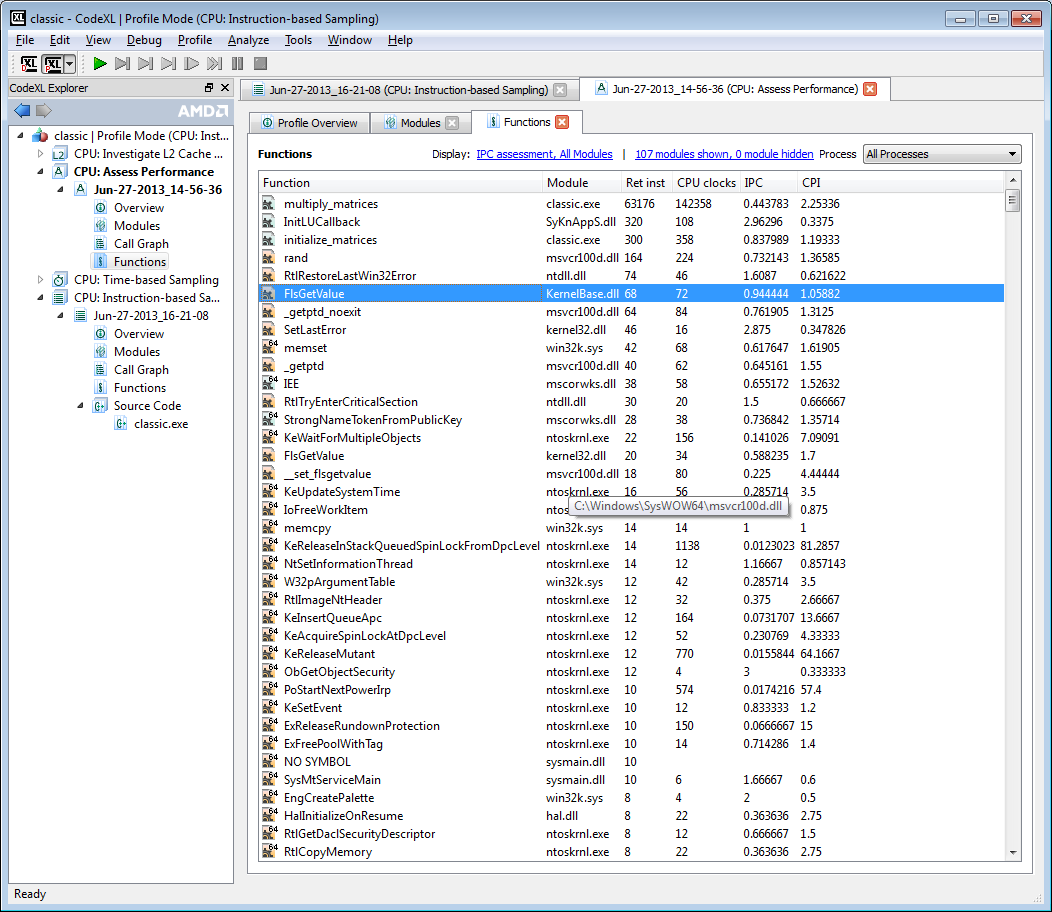 classic - CodeXL | Profile Mode (CPU: Instruction-based Sampling)
File Edit View Debug Profile Analyze Tools Window Help
CodeXL Explorer
AMD
classic | Profile Mode (CPU: Inst...
L2 CPU: Investigate L2 Cache ...
CPU: Assess Performance
Jun-27-2013_14-56-36
Overview
Modules
Call Graph
Functions
CPU: Time-based Sampling
CPU: Instruction-based Sa...
Jun-27-2013_16-21-08
Overview
Modules
Call Graph
Functions
Source Code
classic.exe
Jun-27-2013_16-21-08 (CPU: Instruction-based Sampling) Jun-27-2013_14-56-36 (CPU: Assess Performance)
Profile Overview Modules Functions
Functions Display: IPC assessment, All Modules | 107 modules shown, 0 module hidden Process All Processes
Function Module Ret inst CPU clocks IPC CPI
multiply_matrices classic.exe 63176 142358 0.443783 2.25336
InitLUCallback SyKnAppS.dll 320 108 2.96296 0.3375
initialize_matrices classic.exe 300 358 0.837989 1.19333
rand msvcr100d.dll 164 224 0.732143 1.36585
RtlRestoreLastWin32Error ntdll.dll 74 46 1.6087 0.621622
FlsGetValue KernelBase.dll 68 72 0.944444 1.05882
_getptd_noexit msvcr100d.dll 64 84 0.761905 1.3125
SetLastError kernel32.dll 46 16 2.875 0.347826
memset win32k.sys 42 68 0.617647 1.61905
_getptd msvcr100d.dll 40 62 0.645161 1.55
IEE mscorwks.dll 38 58 0.655172 1.52632
RtlTryEnterCriticalSection ntdll.dll 30 20 1.5 0.666667
StrongNameTokenFromPublicKey mscorwks.dll 28 38 0.736842 1.35714
KeWaitForMultipleObjects ntoskrnl.exe 22 156 0.141026 7.09091
FlsGetValue kernel32.dll 20 34 0.588235 1.7
__set_flsgetvalue msvcr100d.dll 18 80 0.225 4.44444
KeUpdateSystemTime ntoskrnl.exe 16 56 0.285714 3.5
IoFreeWorkItem ntos C:\Windows\SysWOW64\msvcr100d.dll 0.875
memcpy win32k.sys 14 14 1 1
KeReleaseInStackQueuedSpinLockFromDpcLevel ntoskrnl.exe 14 1138 0.0123023 81.2857
NtSetInformationThread ntoskrnl.exe 14 12 1.16667 0.857143
W32pArgumentTable win32k.sys 12 42 0.285714 3.5
RtlImageNtHeader ntoskrnl.exe 12 32 0.375 2.66667
KeInsertQueueApc ntoskrnl.exe 12 164 0.0731707 13.6667
KeAcquireSpinLockAtDpcLevel ntoskrnl.exe 12 52 0.230769 4.33333
KeReleaseMutant ntoskrnl.exe 12 770 0.0155844 64.1667
ObGetObjectSecurity ntoskrnl.exe 12 4 3 0.333333
PoStartNextPowerIrp ntoskrnl.exe 10 574 0.0174216 57.4
KeSetEvent ntoskrnl.exe 10 12 0.833333 1.2
ExReleaseRundownProtection ntoskrnl.exe 10 150 0.0666667 15
ExFreePoolWithTag ntoskrnl.exe 10 14 0.714286 1.4
NO SYMBOL sysmain.dll 10
SysMtServiceMain sysmain.dll 10 6 1.66667 0.6
EngCreatePalette win32k.sys 8 4 2 0.5
HalInitializeOnResume hal.dll 8 22 0.363636 2.75
RtlGetDaclSecurityDescriptor ntoskrnl.exe 8 12 0.666667 1.5
RtlCopyMemory ntoskrnl.exe 8 22 0.363636 2.75
Ready